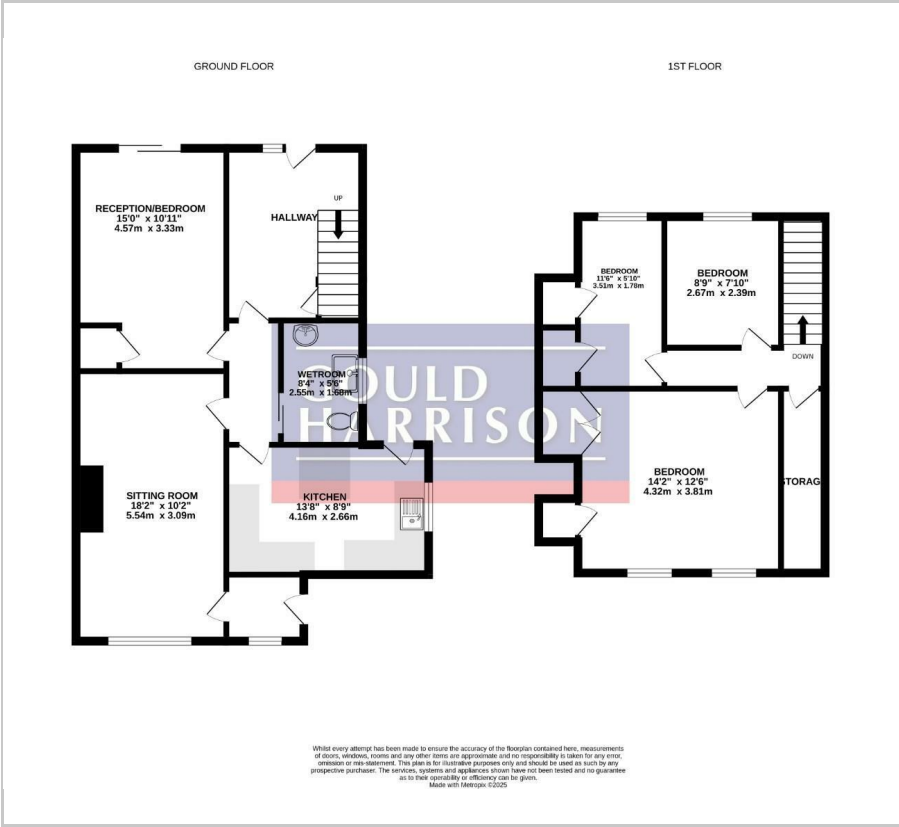 GROUND FLOOR
1ST FLOOR
RECEPTION/BEDROOM
15'0" x 10'11"
4.57m x 3.33m
HALLWAY
UP
BEDROOM
11'6" x 5'10"
3.51m x 1.78m
BEDROOM
8'9" x 7'10"
2.67m x 2.39m
DOWN
WETROOM
8'4" x 5'6"
2.55m x 1.68m
GOULD
HARRISON
SITTING ROOM
18'2" x 10'2"
5.54m x 3.09m
KITCHEN
13'8" x 8'9"
4.16m x 2.66m
BEDROOM
14'2" x 12'6"
4.32m x 3.81m
STORAG
Whilst every attempt has been made to ensure the accuracy of the floorplan contained here, measurements
of doors, windows, rooms and any other items are approximate and no responsibility is taken for any error,
omission or mis-statement. This plan is for illustrative purposes only and should be used as such by any
prospective purchaser. The services, systems and appliances shown have not been tested and no guarantee
as to their operability or efficiency can be given.
Made with Metropix ©2025